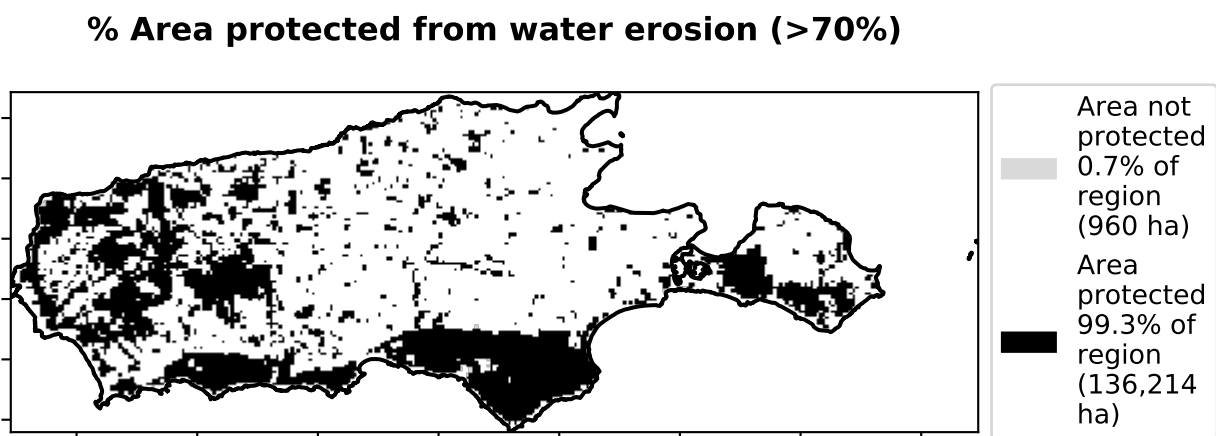 % Area protected from water erosion (>70%)
Area not
protected
0.7% of
region
(960 ha)
Area
protected
99.3% of
region
(136,214
ha)